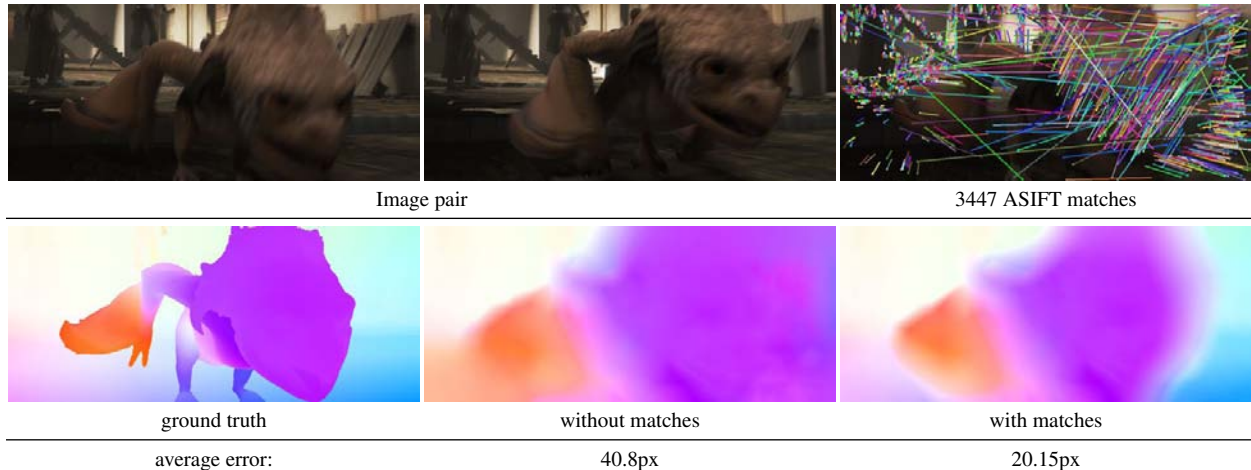 Image pair
3447 ASIFT matches
ground truth
without matches
with matches
average error:
40.8px
20.15px